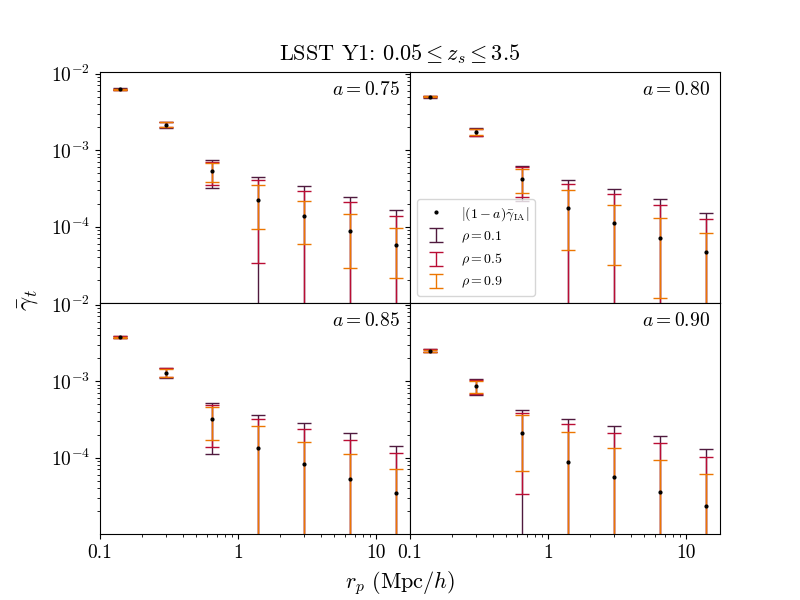 LSST Y1: 0.05 ≤ z_s ≤ 3.5
10^{-2}
a = 0.75
a = 0.80
10^{-3}
10^{-4}
|(1 − a)γ̄_IA|
ρ = 0.1
ρ = 0.5
ρ = 0.9
γ̄_t
10^{-2}
a = 0.85
a = 0.90
10^{-3}
10^{-4}
0.1 1 10 0.1 1 10
r_p (Mpc/h)